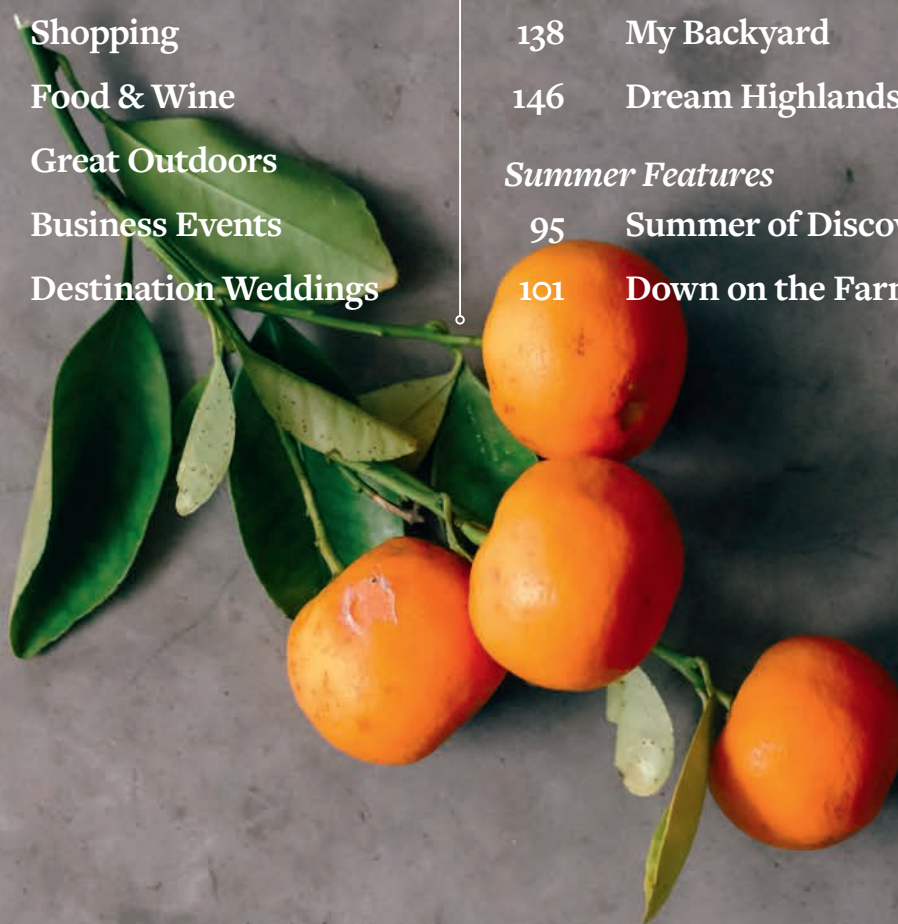 Shopping
Food & Wine
Great Outdoors
Business Events
Destination Weddings
138 My Backyard
146 Dream Highlands
Summer Features
95 Summer of
101 Down on the